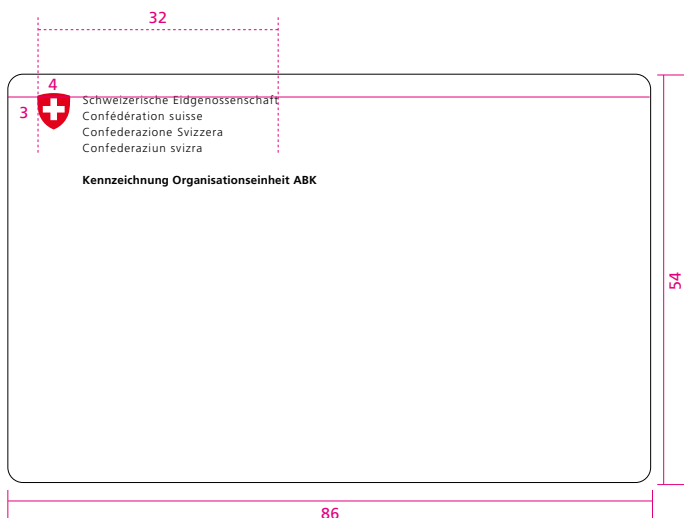 32
4
3
Schweizerische Eidgenossenschaft
Confédération suisse
Confederazione Svizzera
Confederaziun svizra
Kennzeichnung Organisationseinheit ABK
54
86